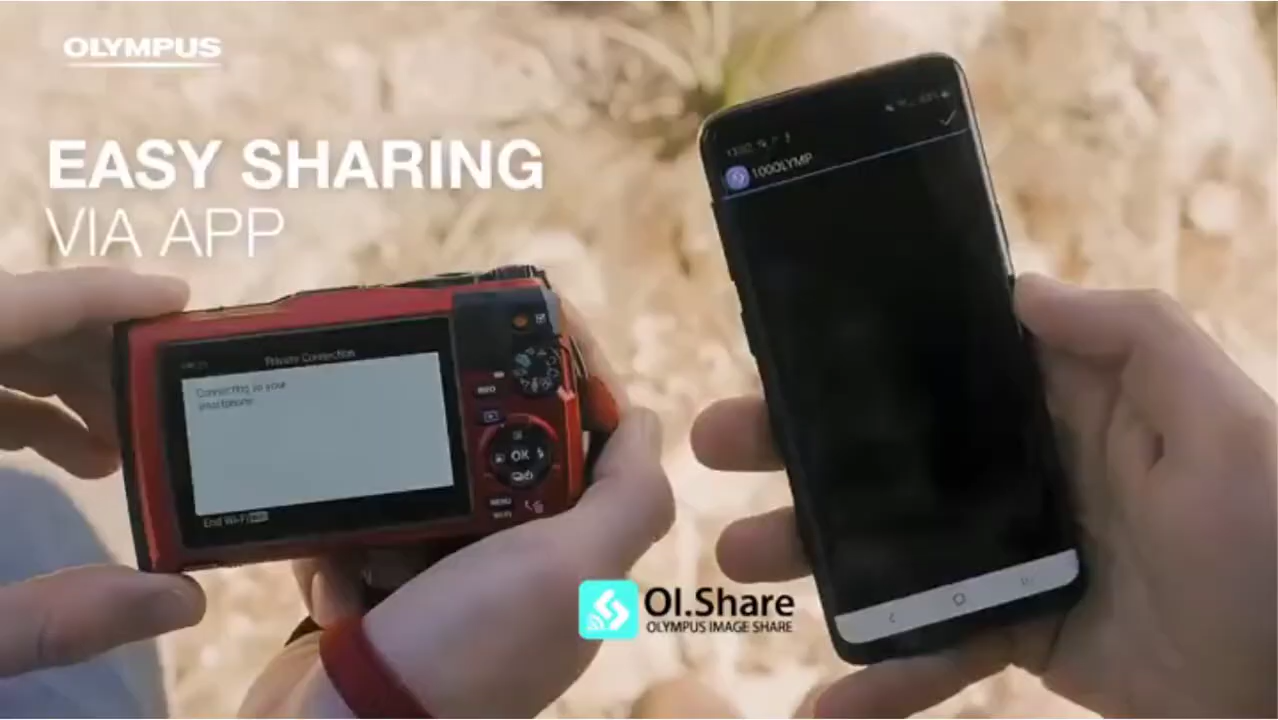 OLYMPUS
EASY SHARING
VIA APP
100OLYMP
Private Connection
Connecting to your
smartphone.
INFO
OK
MENU
Wi-Fi
End Wi-Fi
OI.Share
OLYMPUS IMAGE SHARE